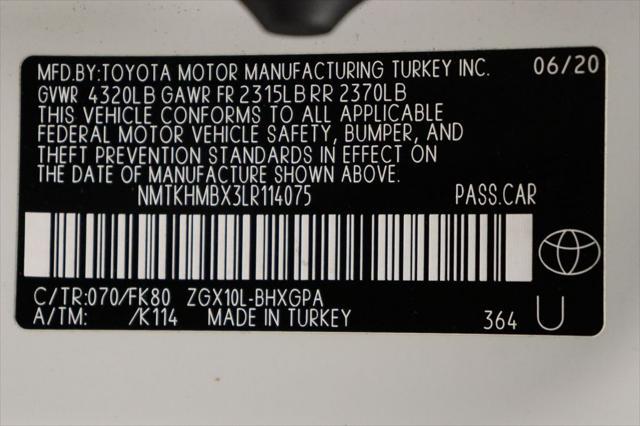 MFD.BY:TOYOTA MOTOR MANUFACTURING TURKEY INC. 06/20
GVWR 4320LB GAWR FR 2315LB RR 2370LB
THIS VEHICLE CONFORMS TO ALL APPLICABLE
FEDERAL MOTOR VEHICLE SAFETY, BUMPER, AND
THEFT PREVENTION STANDARDS IN EFFECT ON
THE DATE OF MANUFACTURE SHOWN ABOVE.
NMTKHMBX3LR114075 PASS.CAR
C/TR:070/FK80 ZGX10L-BHXGPA
A/TM: /K114 MADE IN TURKEY 364 U